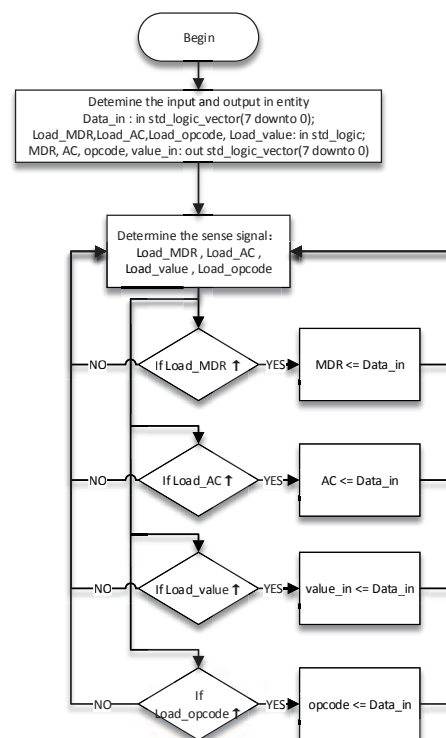 Begin
Detemine the input and output in entity
Data_in : in std_logic_vector(7 downto 0);
Load_MDR,Load_AC,Load_opcode, Load_value: in std_logic;
MDR, AC, opcode, value_in: out std_logic_vector(7 downto 0)
Determine the sense signal:
Load_MDR , Load_AC ,
Load_value , Load_opcode
NO
If Load_MDR ↑
YES
MDR <= Data_in
NO
If Load_AC ↑
YES
AC <= Data_in
NO
If Load_value ↑
YES
value_in <= Data_in
NO
If
Load_opcode ↑
YES
opcode <= Data_in